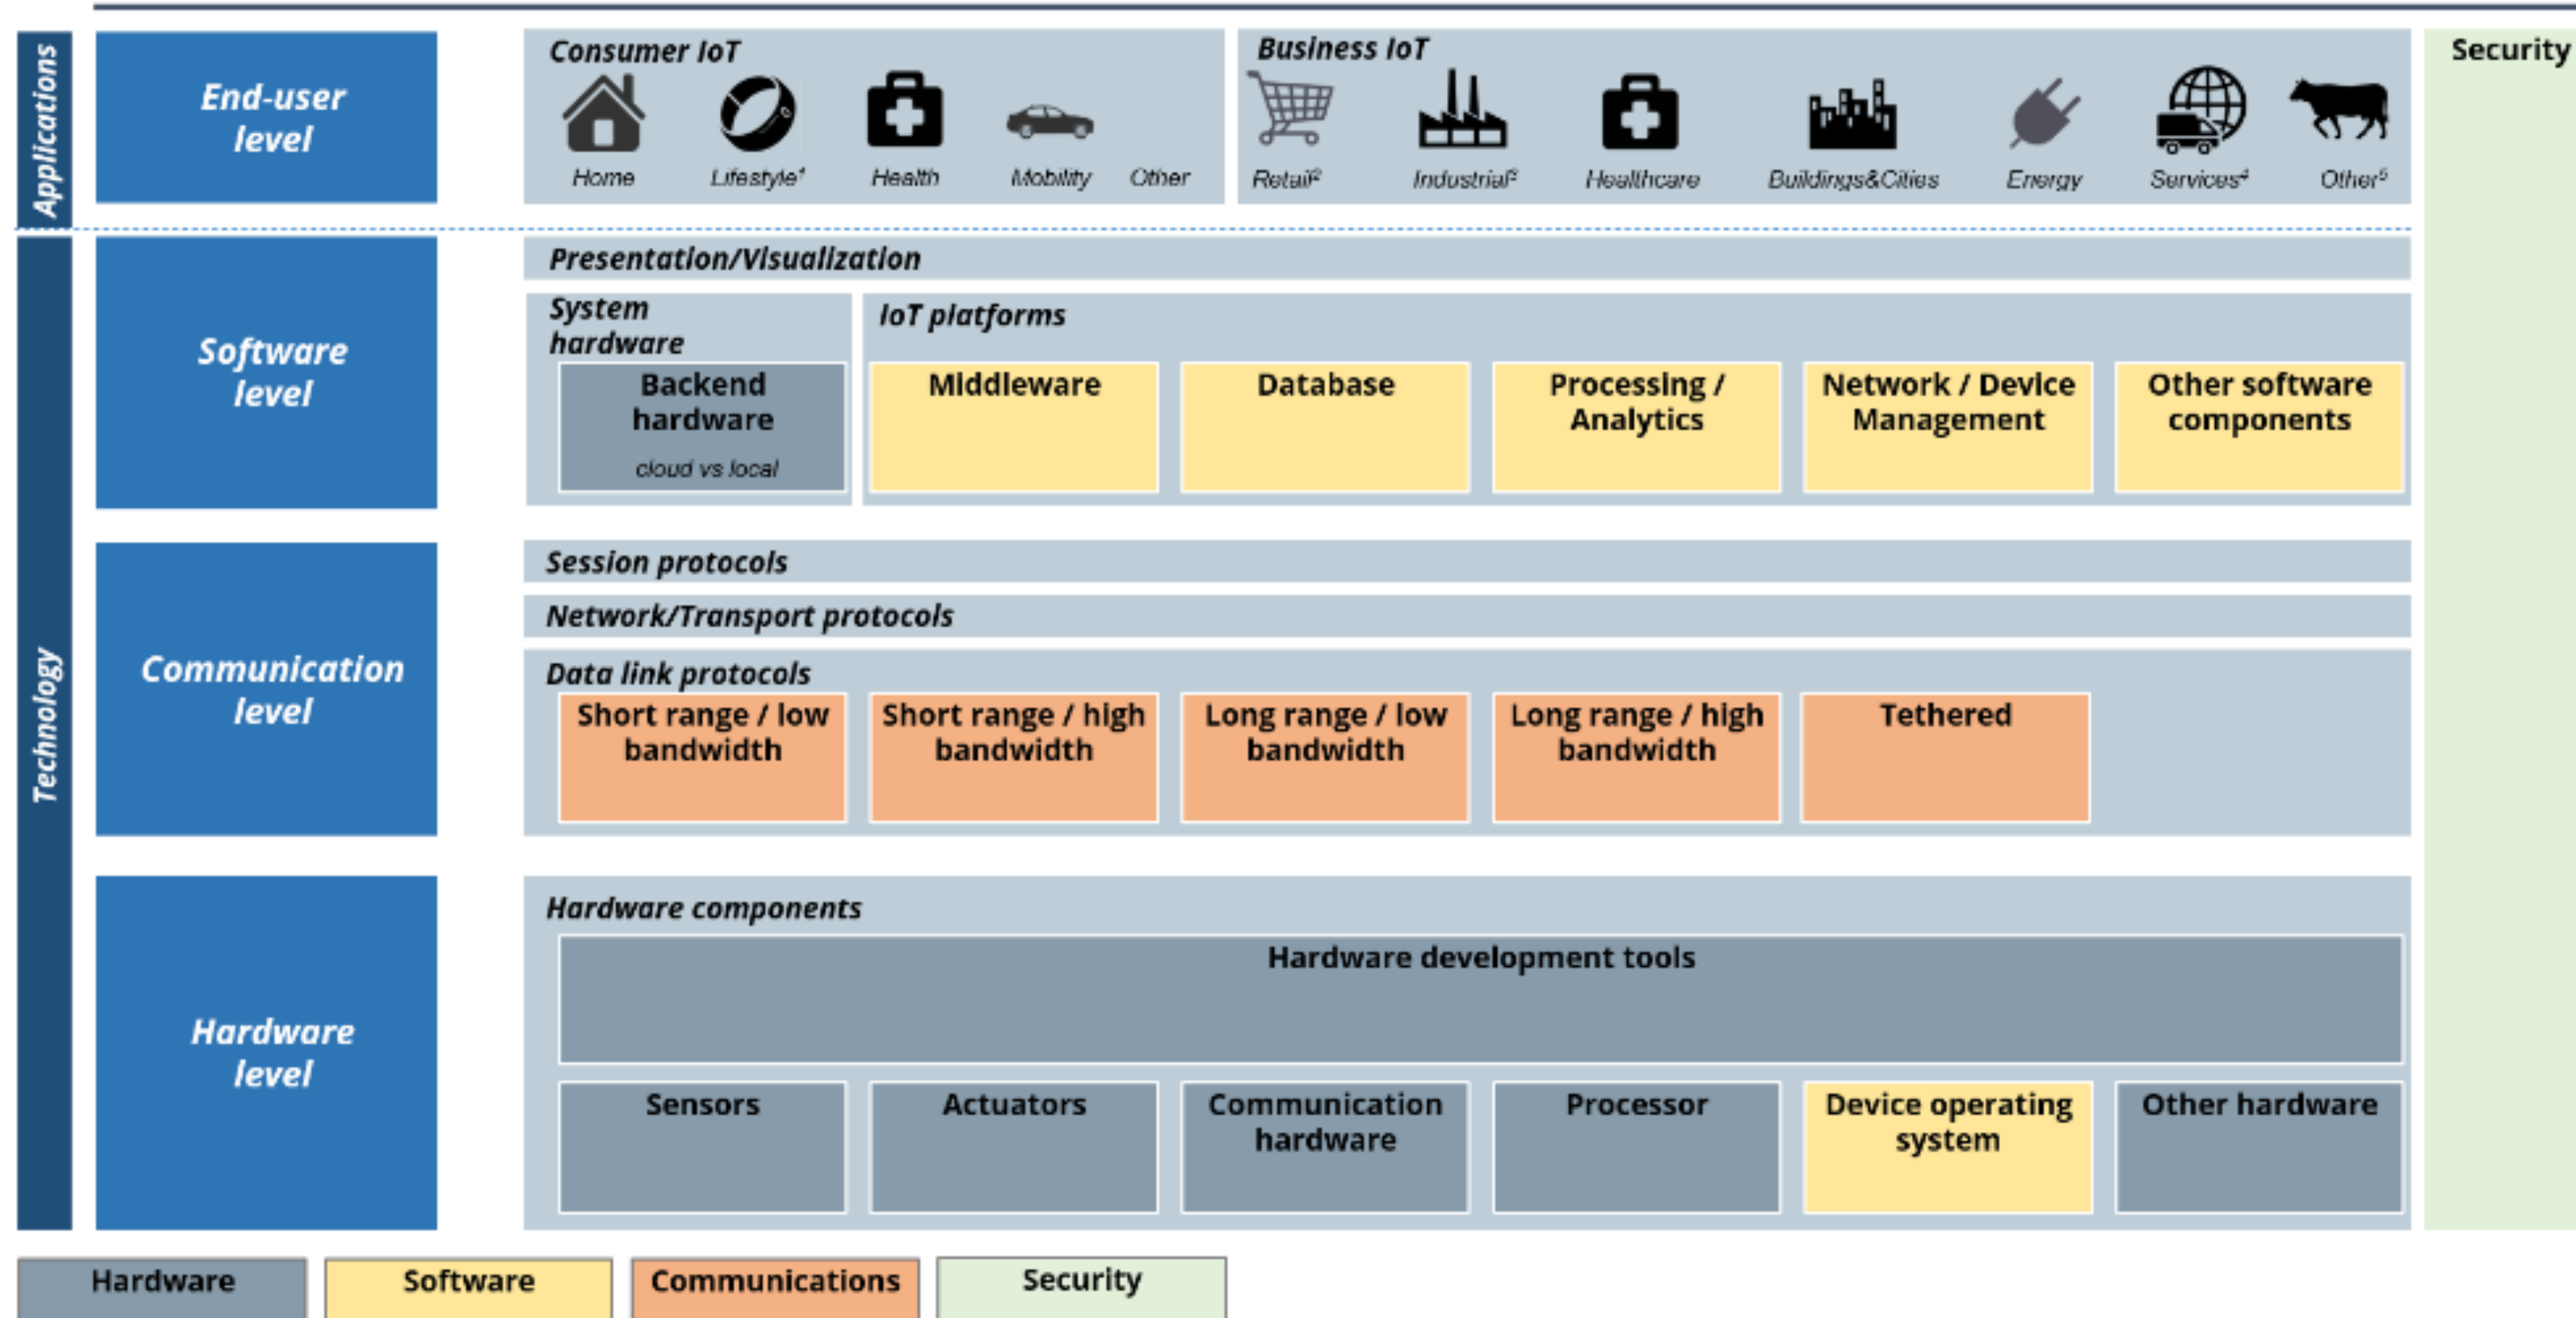 Applications
End-user
level
Consumer IoT
Home
Lifestyle¹
Health
Mobility
Other
Business IoT
Retail²
Industrial³
Healthcare
Buildings&Cities
Energy
Services⁴
Other⁵
Security
Technology
Software
level
Presentation/Visualization
System
hardware
Backend
hardware
cloud vs local
IoT platforms
Middleware
Database
Processing /
Analytics
Network / Device
Management
Other software
components
Communication
level
Session protocols
Network/Transport protocols
Data link protocols
Short range / low
bandwidth
Short range / high
bandwidth
Long range / low
bandwidth
Long range / high
bandwidth
Tethered
Hardware
level
Hardware components
Hardware development tools
Sensors
Actuators
Communication
hardware
Processor
Device operating
system
Other hardware
Hardware
Software
Communications
Security